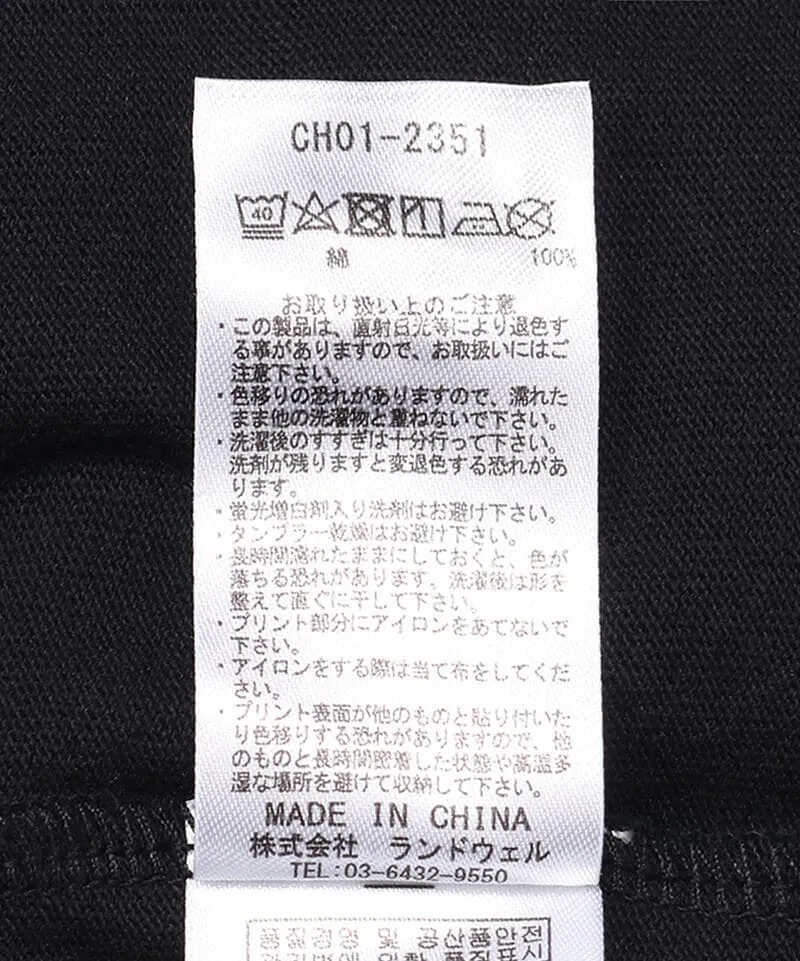 CH01-2351
40
綿 100%
お取り扱い上のご注意
・この製品は、直射日光等により退色す
る事がありますので、お取扱いにはご
注意下さい。
・色移りの恐れがありますので、濡れた
まま他の洗濯物と重ねないで下さい。
・洗濯後のすすぎは十分行って下さい。
洗剤が残りますと変退色する恐れがあ
ります。
・蛍光増白剤入り洗剤はお避け下さい。
・タンブラー乾燥はお避け下さい。
・長時間濡れたままにしておくと、色が
落ちる恐れがあります。洗濯後は形を
整えて直ぐに干して下さい。
・プリント部分にアイロンをあてないで
下さい。
・アイロンをする際は当て布をしてくだ
さい。
・プリント表面が他のものと貼り付いた
り色移りする恐れがありますので、他
のものと長時間密着した状態や高温多
湿な場所を避けて収納して下さい。
MADE IN CHINA
株式会社 ランドウェル
TEL:03-6432-9550
품질경영 및 공산품안전